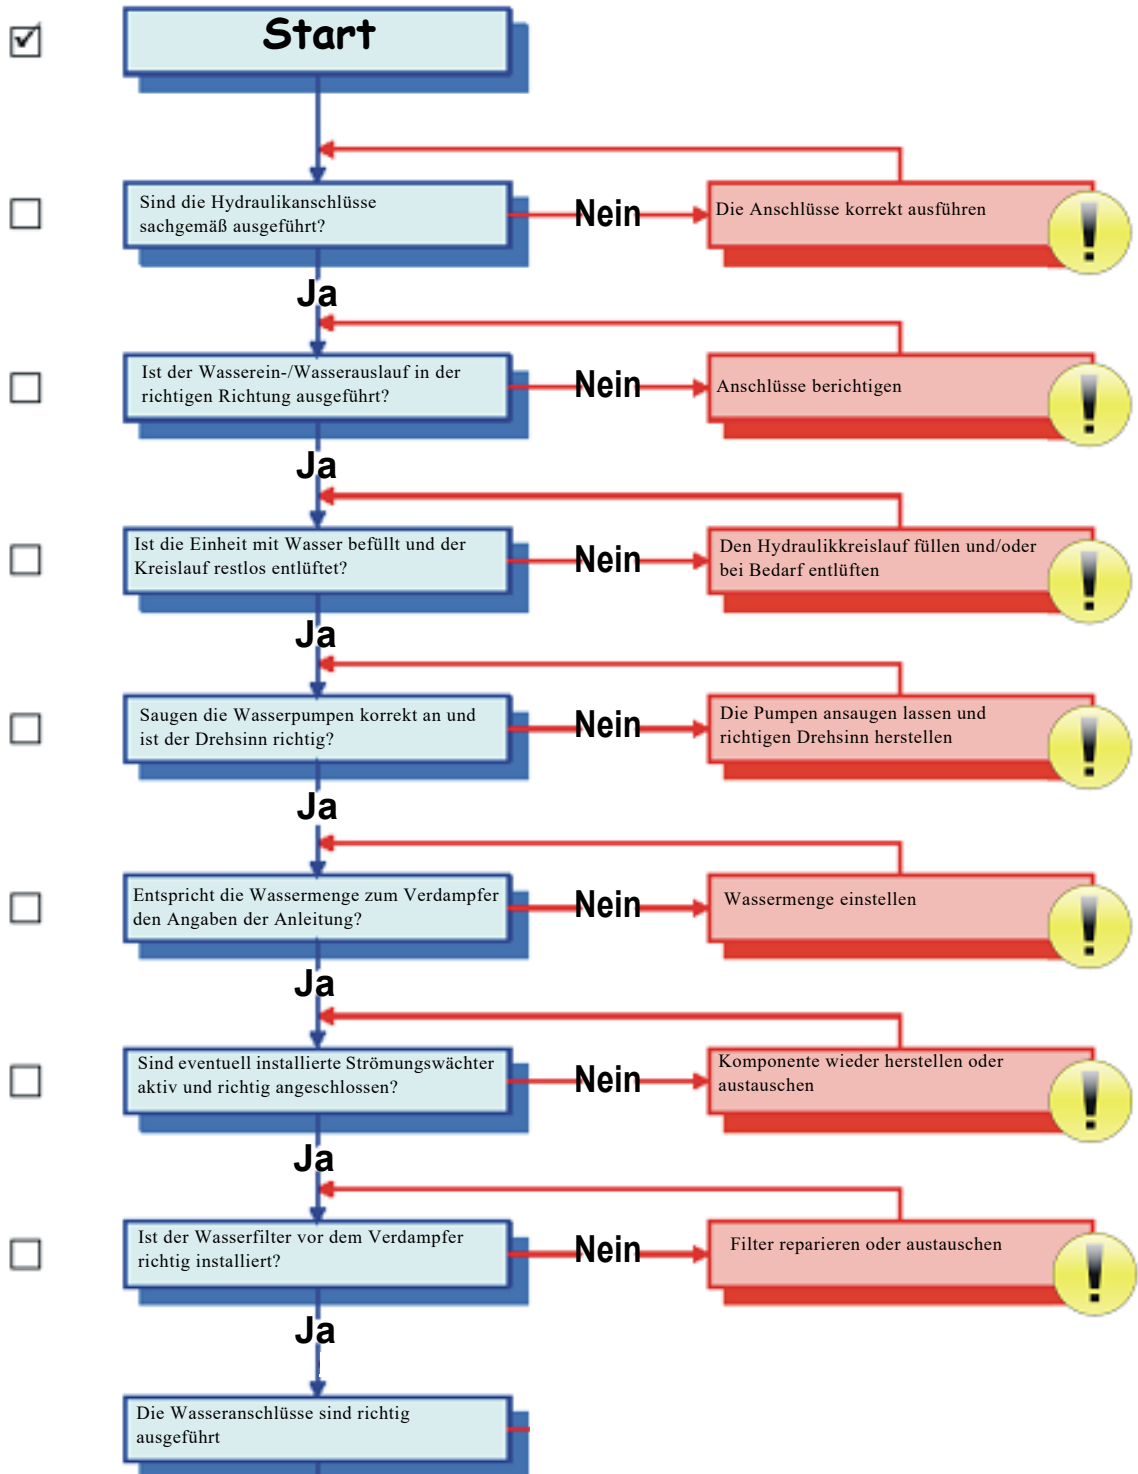 Start
Sind die Hydraulikanschlüsse
sachgemäß ausgeführt?
Nein
Die Anschlüsse korrekt ausführen
Ja
Ist der Wasserein-/Wasserauslauf in der
richtigen Richtung ausgeführt?
Nein
Anschlüsse berichtigen
Ja
Ist die Einheit mit Wasser befüllt und der
Kreislauf restlos entlüftet?
Nein
Den Hydraulikkreislauf füllen und/oder
bei Bedarf entlüften
Ja
Saugen die Wasserpumpen korrekt an und
ist der Drehsinn richtig?
Nein
Die Pumpen ansaugen lassen und
richtigen Drehsinn herstellen
Ja
Entspricht die Wassermenge zum Verdampfer
den Angaben der Anleitung?
Nein
Wassermenge einstellen
Ja
Sind eventuell installierte Strömungswächter
aktiv und richtig angeschlossen?
Nein
Komponente wieder herstellen oder
austauschen
Ja
Ist der Wasserfilter vor dem Verdampfer
richtig installiert?
Nein
Filter reparieren oder austauschen
Ja
Die Wasseranschlüsse sind richtig
ausgeführt